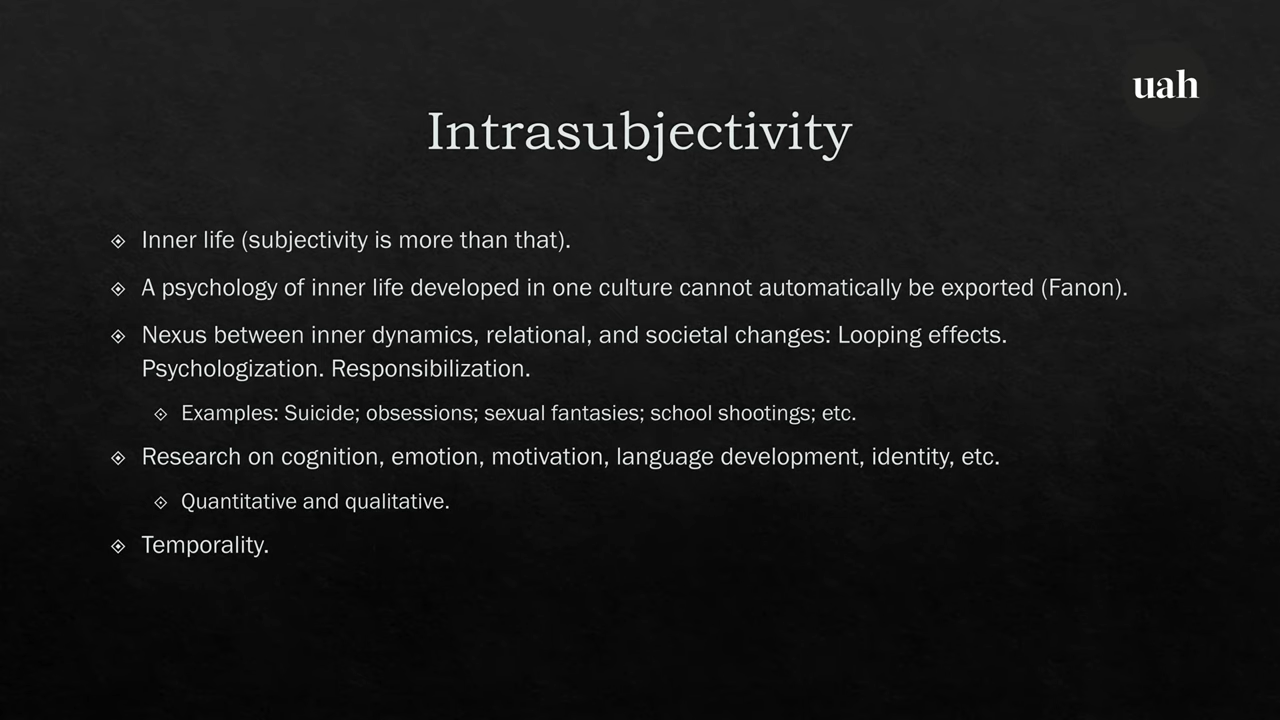 uah
Intrasubjectivity
Inner life (subjectivity is more than that).
A psychology of inner life developed in one culture cannot automatically be exported (Fanon).
Nexus between inner dynamics, relational, and societal changes: Looping effects.
Psychologization. Responsibilization.
Examples: Suicide; obsessions; sexual fantasies; school shootings; etc.
Research on cognition, emotion, motivation, language development, identity, etc.
Quantitative and qualitative.
Temporality.